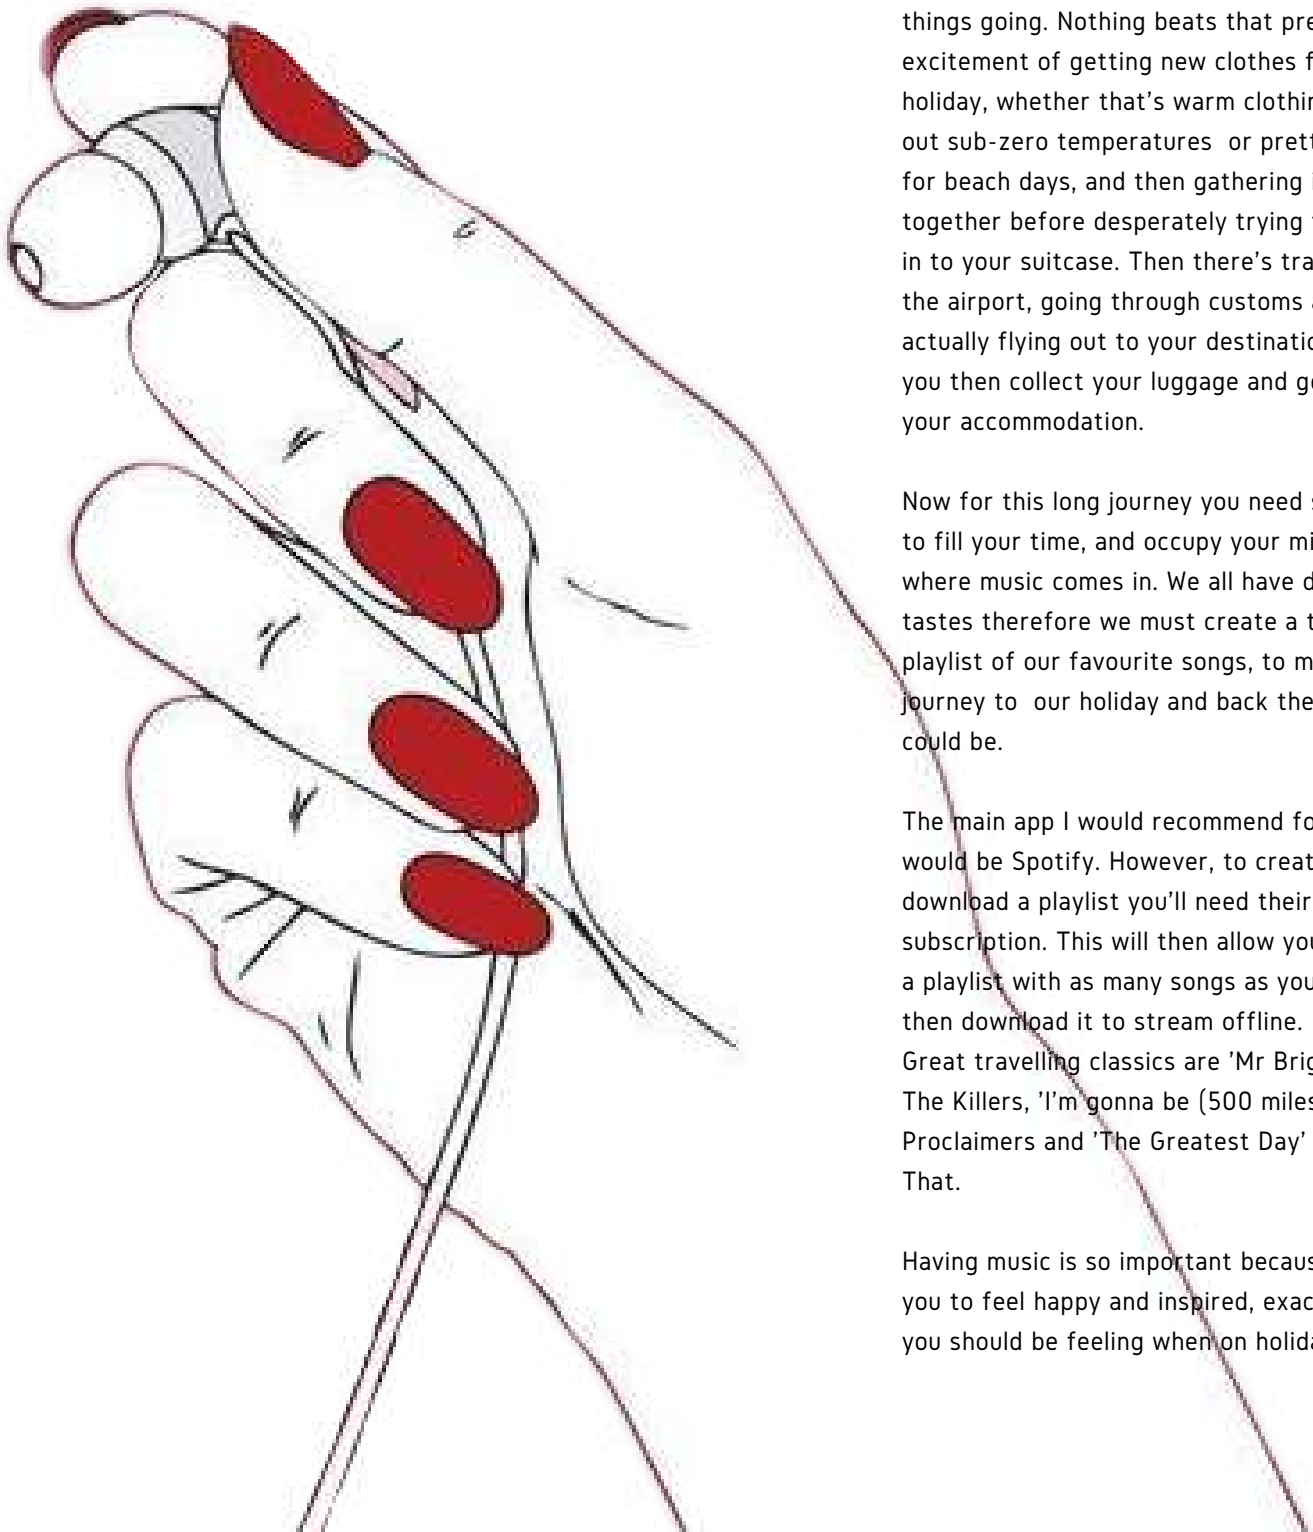 things going. Nothing beats that pre
excitement of getting new clothes f
holiday, whether that's warm clothin
out sub-zero temperatures or prett
for beach days, and then gathering i
together before desperately trying t
in to your suitcase. Then there's tra
the airport, going through customs a
actually flying out to your destinatio
you then collect your luggage and ge
your accommodation.
Now for this long journey you need s
to fill your time, and occupy your mi
where music comes in. We all have d
tastes therefore we must create a t
playlist of our favourite songs, to m
journey to our holiday and back the
could be.
The main app I would recommend fo
would be Spotify. However, to creat
download a playlist you'll need their
subscription. This will then allow you
a playlist with as many songs as you
then download it to stream offline.
Great travelling classics are 'Mr Brig
The Killers, 'I'm gonna be (500 miles
Proclaimers and 'The Greatest Day'
That.
Having music is so important becaus
you to feel happy and inspired, exac
you should be feeling when on holida